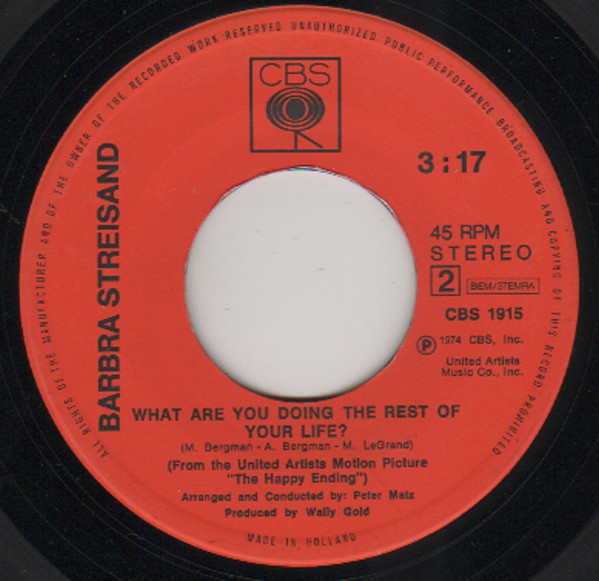 ALL RIGHTS OF THE MANUFACTURER AND OF THE OWNER OF THE RECORDED WORK RESERVED UNAUTHORIZED PUBLIC PERFORMANCE BROADCASTING AND COPYING OF THIS RECORD PROHIBITED
CBS
3:17
BARBRA STREISAND
45 RPM
STEREO
2 BIEM/STEMRA
CBS 1915
Ⓟ 1974 CBS, Inc.
United Artists
Music Co., Inc.
WHAT ARE YOU DOING THE REST OF
YOUR LIFE?
(M. Bergman - A. Bergman - M. LeGrand)
(From the United Artists Motion Picture
"The Happy Ending")
Arranged and Conducted by: Peter Matz
Produced by Wally Gold
MADE IN HOLLAND